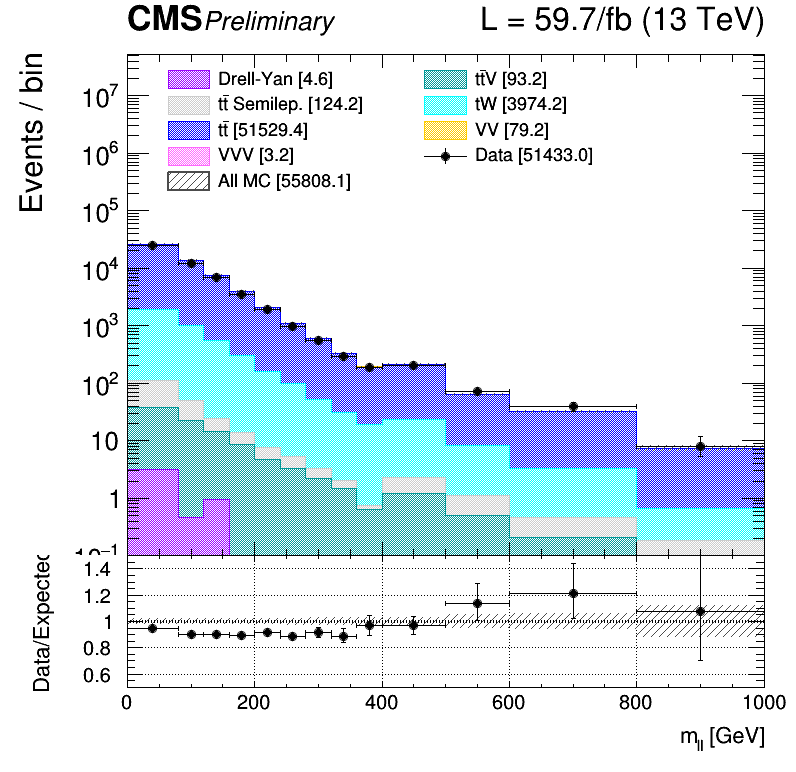 CMS Preliminary L = 59.7/fb (13 TeV)
Events / bin
Drell-Yan [4.6]
tt̄ Semilep. [124.2]
tt̄ [51529.4]
VVV [3.2]
All MC [55808.1]
tt̄V [93.2]
tW [3974.2]
VV [79.2]
Data [51433.0]
10⁷
10⁶
10⁵
10⁴
10³
10²
10
1
10⁻¹
Data/Expected
1.4
1.2
1
0.8
0.6
0 200 400 600 800 1000
m_ll [GeV]